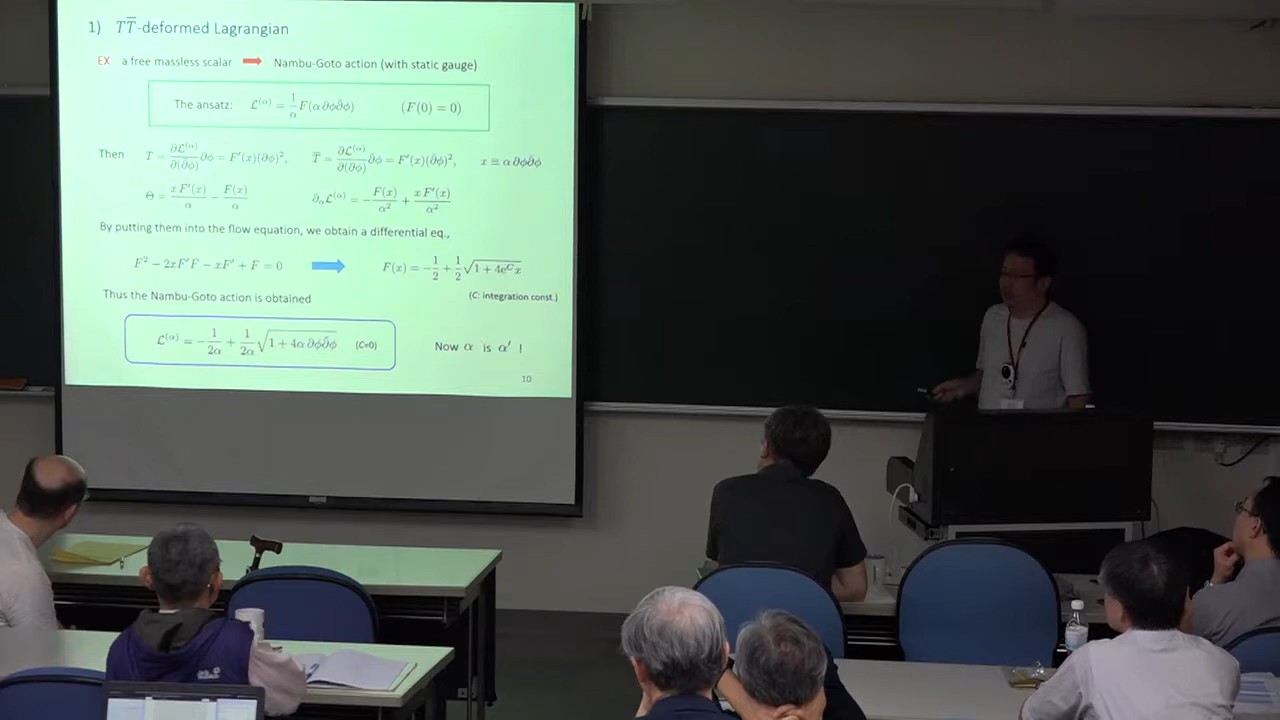 1) TT̅-deformed Lagrangian
EX a free massless scalar ➡ Nambu-Goto action (with static gauge)
The ansatz: ℒ^(α) = 1/α F(α ∂φ∂̄φ) (F(0) = 0)
Then T = ∂ℒ^(α)/∂(∂̄φ) ∂φ = F′(x)(∂φ)², T̅ = ∂ℒ^(α)/∂(∂φ) ∂̄φ = F′(x)(∂̄φ)², x ≡ α ∂φ∂̄φ
Θ = x F′(x)/α − F(x)/α ∂_α ℒ^(α) = −F(x)/α² + x F′(x)/α²
By putting them into the flow equation, we obtain a differential eq.,
F² − 2xF′F − xF′ + F = 0 ➡ F(x) = −1/2 + 1/2 √(1 + 4e^C x)
Thus the Nambu-Goto action is obtained (C: integration const.)
ℒ^(α) = −1/2α + 1/2α √(1 + 4α ∂φ∂̄φ) (C=0) Now α is α′ !
10